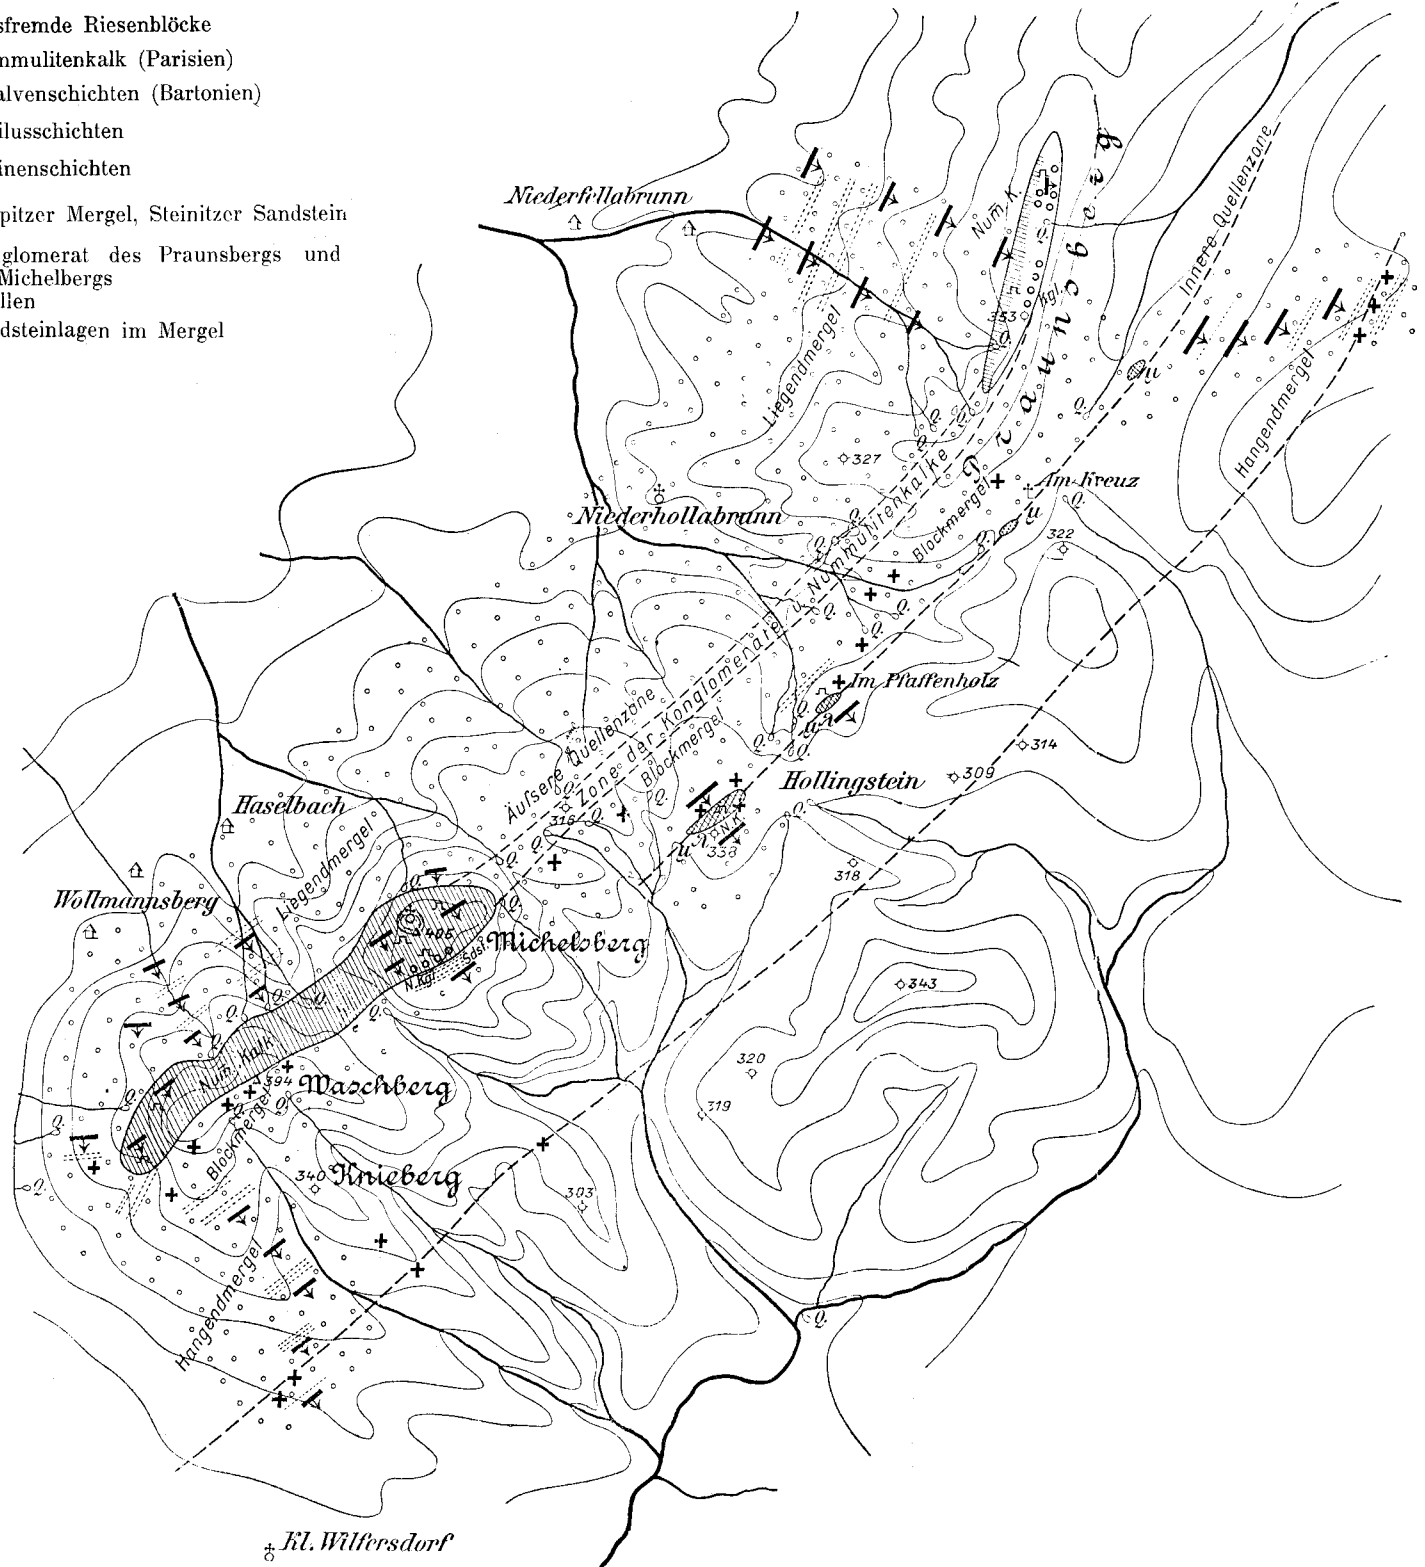 sfremde Riesenblöcke
mmulitenkalk (Parisien)
alvenschichten (Bartonien)
ilusschichten
inenschichten
pitzer Mergel, Steinitzer Sandstein
glomerat des Praunsbergs und
Michelbergs
llen
dsteinlagen im Mergel
Niederfellabrunn
Num. K.
Praunsberg
Innere Quellenzone
353
Kgl.
Q.
Liegendmergel
u
Hangendmergel
Q.
Q.
Q.
Q.
327
Am Kreuz
Q.
Niederhollabrunn
Blockmergel
u
322
Q.
Q.
Q.
Q.
Q.
Q.
Im Pfaffenholz
Äufsere Quellenzone
Zone der Konglomerate u. Nummulitenkalke
Blockmergel
Q.
u
Q.
Q.
314
309
Hollingstein
Haselbach
Q.
Q.
316
Q.
Q.
N.K.
u
338
Liegendmergel
Q.
Q.
318
Wollmannsberg
Q.
Q.
406
Michelsberg
Sdst.
N. Kgl.
343
Q.
Q.
Q.
Q.
Num. Kalk
320
394
Waschberg
Q.
Q.
Q.
319
Q.
Blockmergel
340
Knieberg
Q.
303
Hangendmergel
Q.
Kl. Wilfersdorf